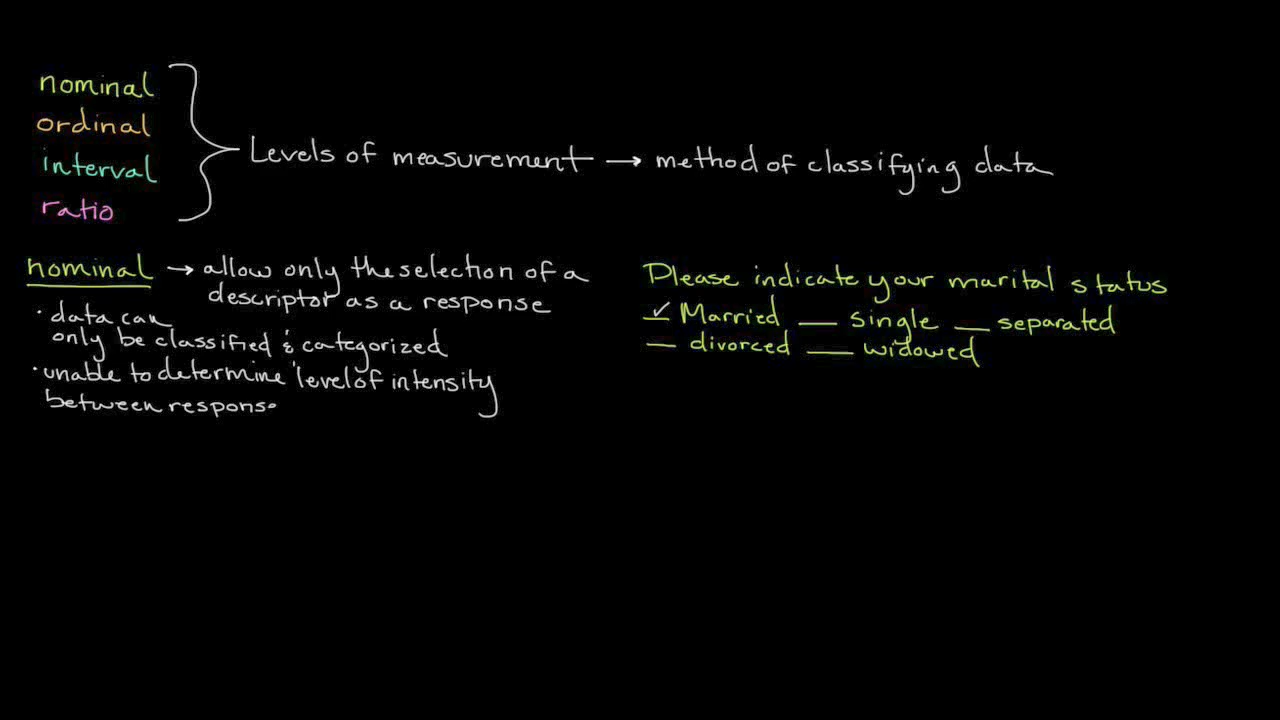 nominal
ordinal
interval
ratio
Levels of measurement → method of classifying data
nominal → allow only the selection of a
descriptor as a response
· data can
only be classified & categorized
· unable to determine level of intensity
between respons
Please indicate your marital status
✓ Married __ single __ separated
__ divorced __ widowed